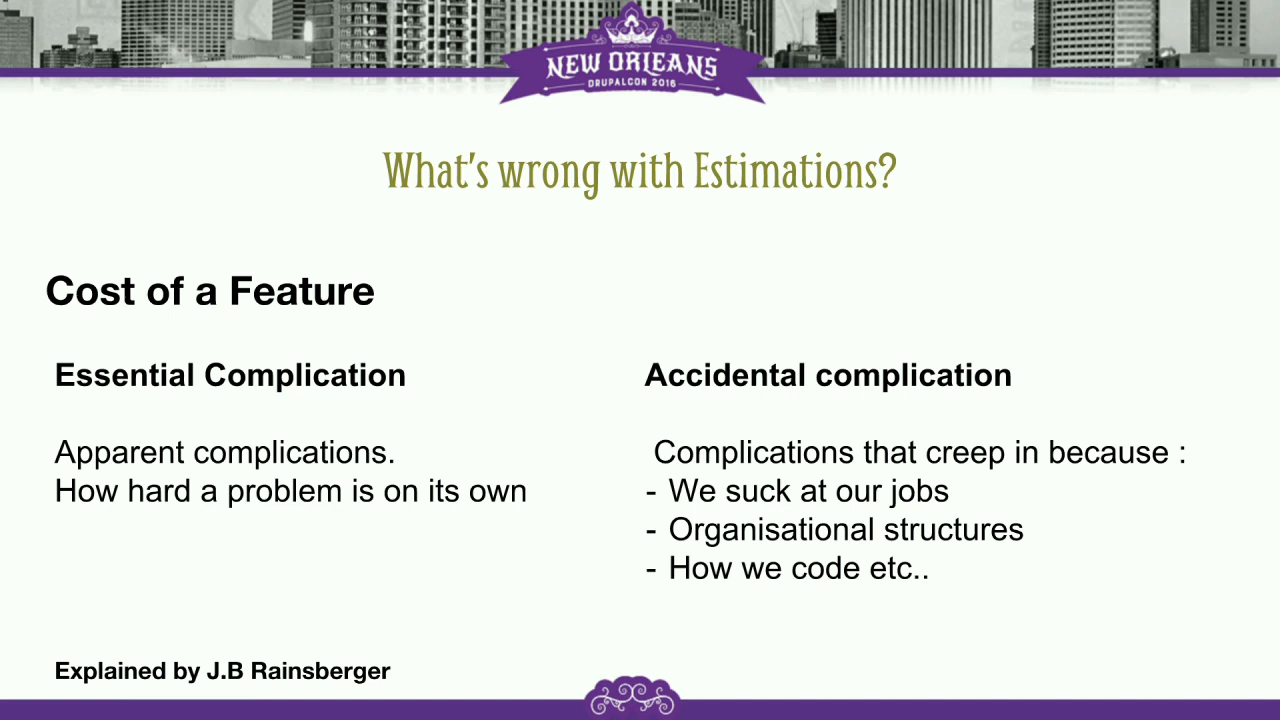 NEW ORLEANS
DRUPALCON 2016
What's wrong with Estimations?
Cost of a Feature
Essential Complication
Apparent complications.
How hard a problem is on its own
Accidental complication
Complications that creep in because :
- We suck at our jobs
- Organisational structures
- How we code etc..
Explained by J.B Rainsberger